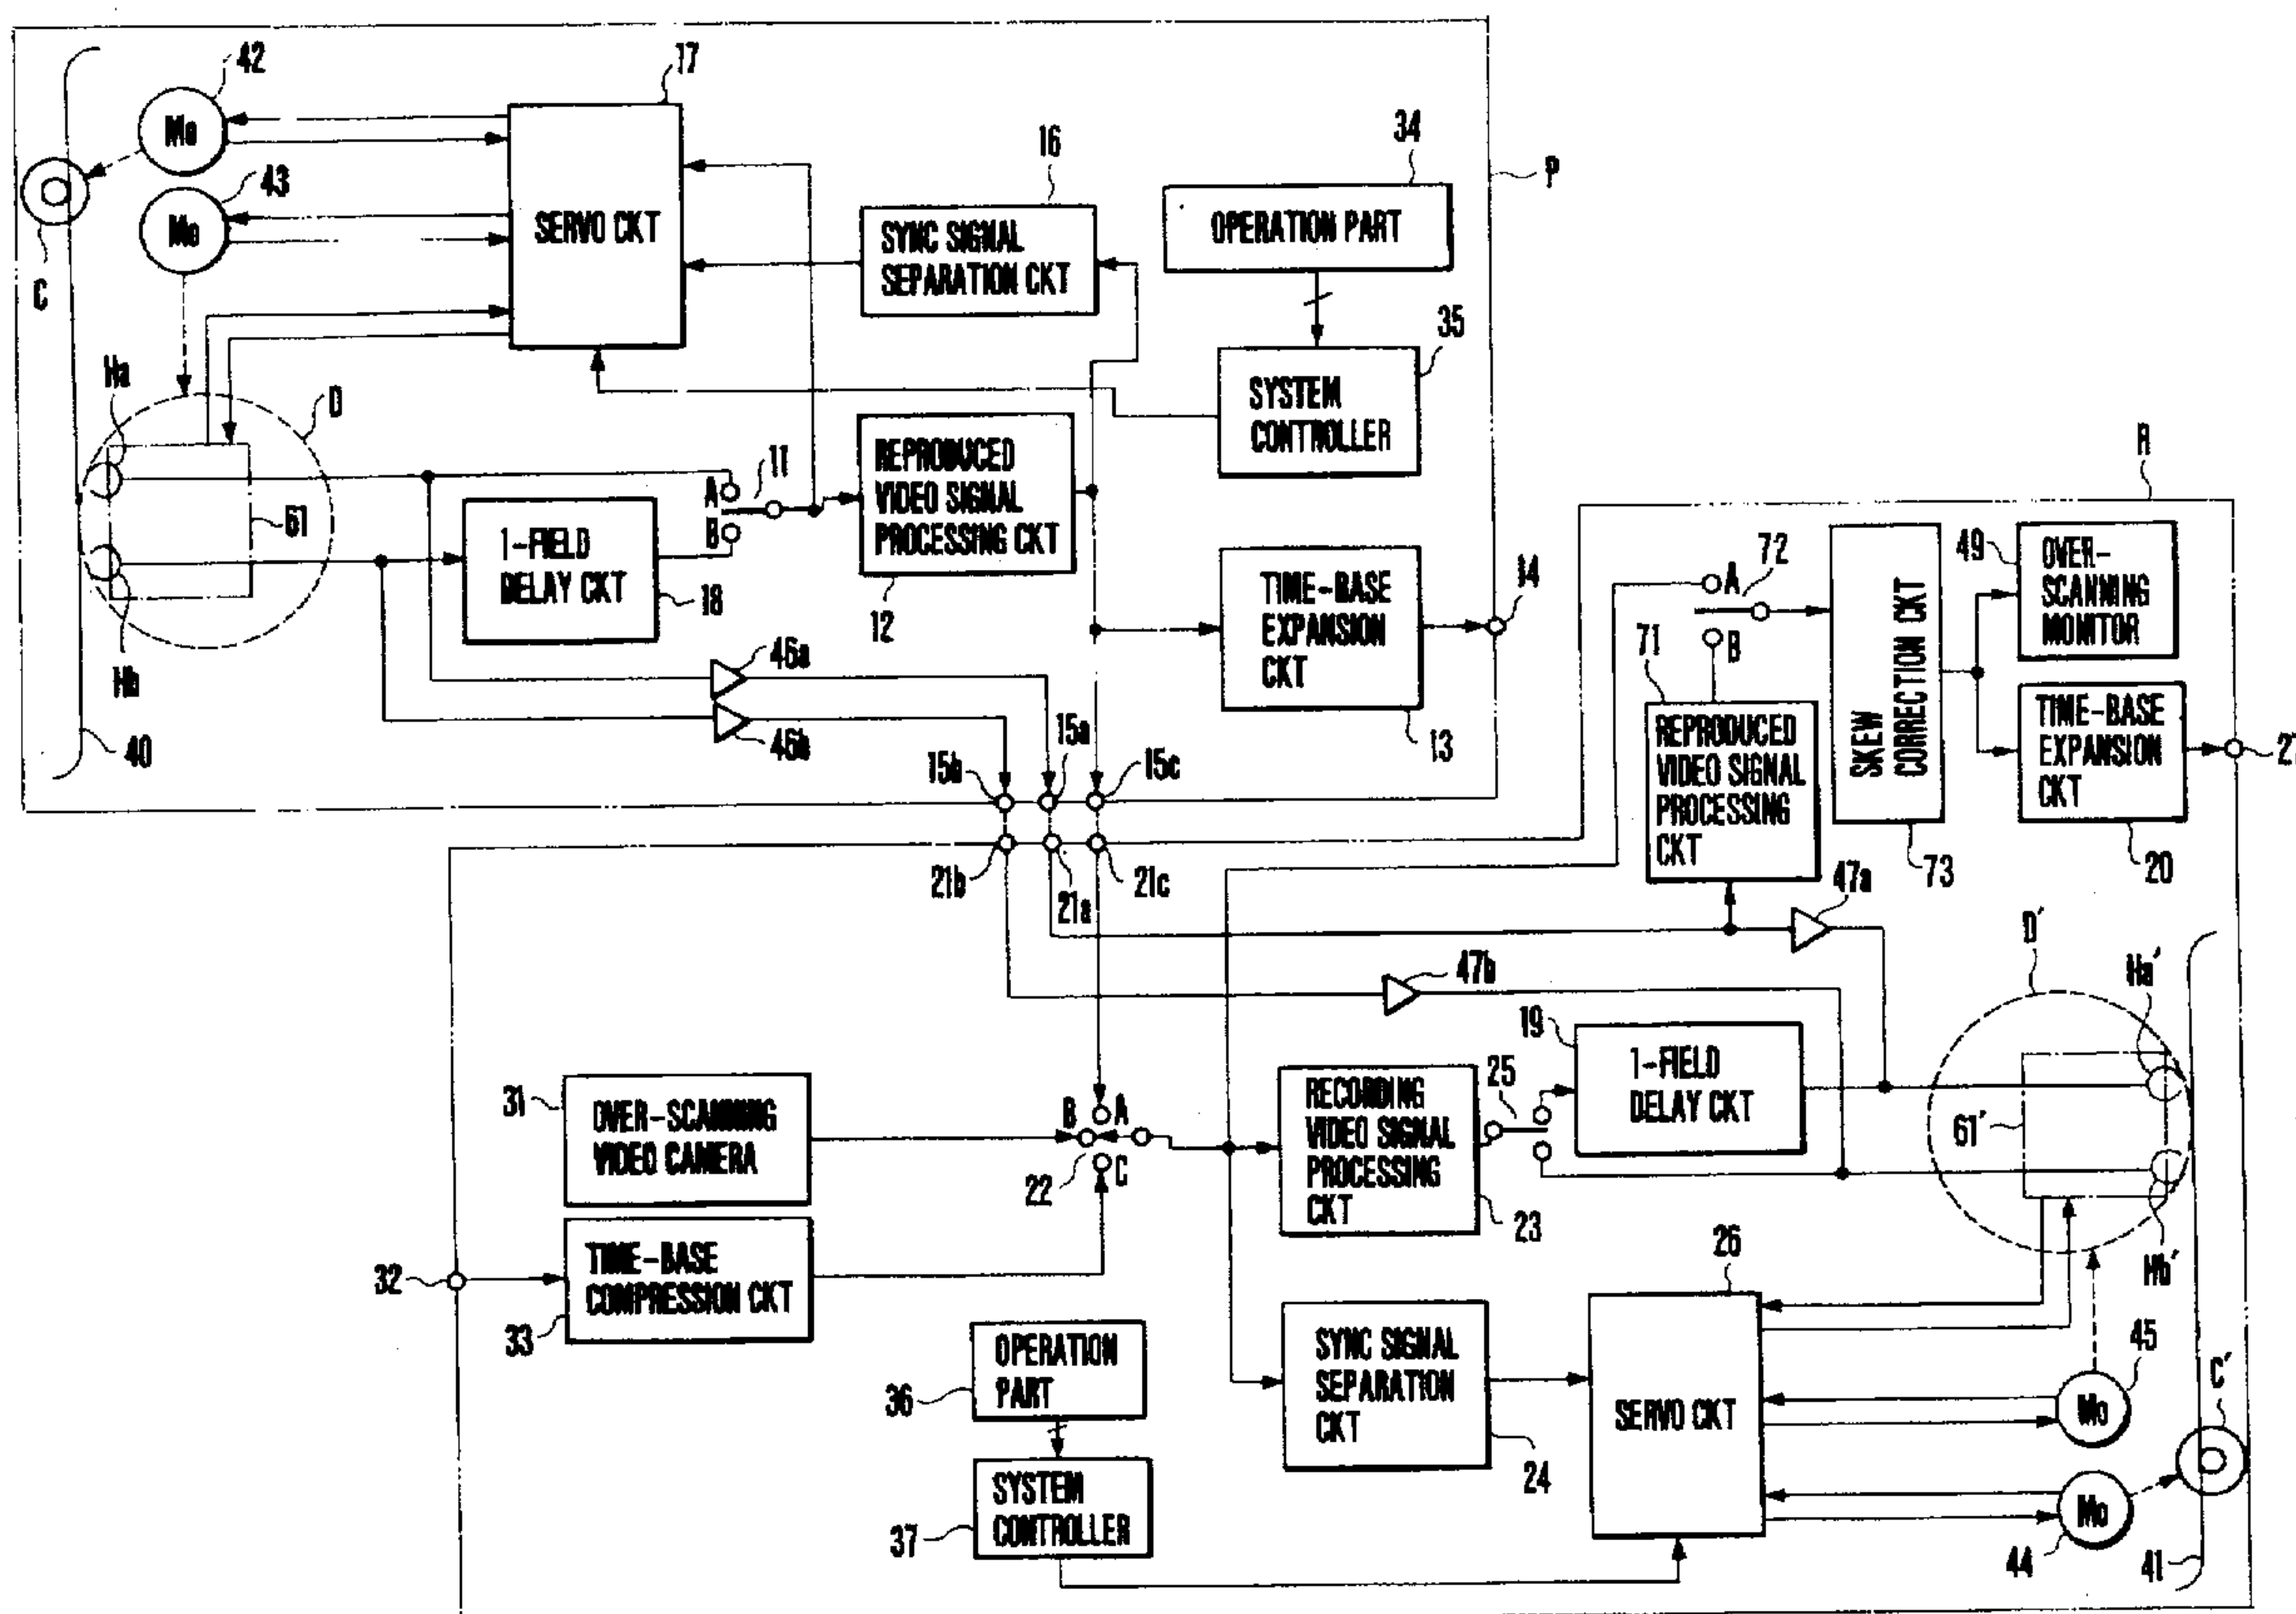 42
17
Mo
34
16
P
43
Mo
SERVO CKT
SYNC SIGNAL
SEPARATION CKT
OPERATION PART
C
35
Ha
D
SYSTEM
CONTROLLER
R
11
A
B
REPRODUCED
VIDEO SIGNAL
PROCESSING CKT
61
1-FIELD
DELAY CKT
18
12
TIME-BASE
EXPANSION
CKT
14
13
Hb
46a
46b
40
15b
15a
15c
72
A
B
49
OVER-
SCANNING
MONITOR
71
REPRODUCED
VIDEO SIGNAL
PROCESSING
CKT
SKEW
CORRECTION CKT
73
TIME-BASE
EXPANSION
CKT
20
27
21b
21a
21c
47a
47b
D'
Ha'
19
1-FIELD
DELAY CKT
25
31
OVER-SCANNING
VIDEO CAMERA
B
A
C
22
RECORDING
VIDEO SIGNAL
PROCESSING
CKT
23
61'
Hb'
32
TIME-BASE
COMPRESSION CKT
33
26
OPERATION
PART
36
SYNC SIGNAL
SEPARATION
CKT
24
SERVO CKT
45
Mo
C'
SYSTEM
CONTROLLER
37
Mo
44
41